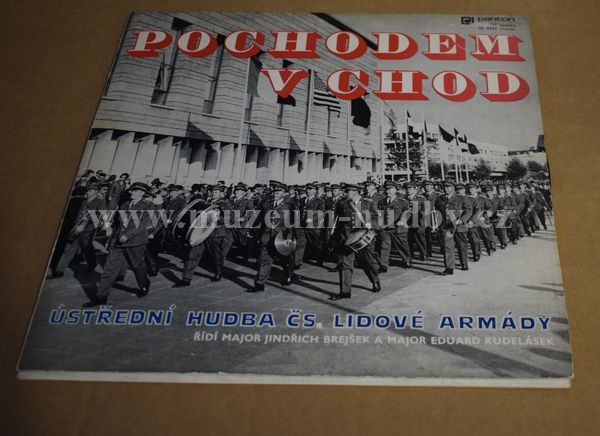 panton
POCHODEM
V CHOD
www.muzeum-hudby.cz
ÚSTŘEDNÍ HUDBA ČS. LIDOVÉ ARMÁDY
ŘÍDÍ MAJOR JINDŘICH BREJŠEK A MAJOR EDUARD KUDELÁSEK